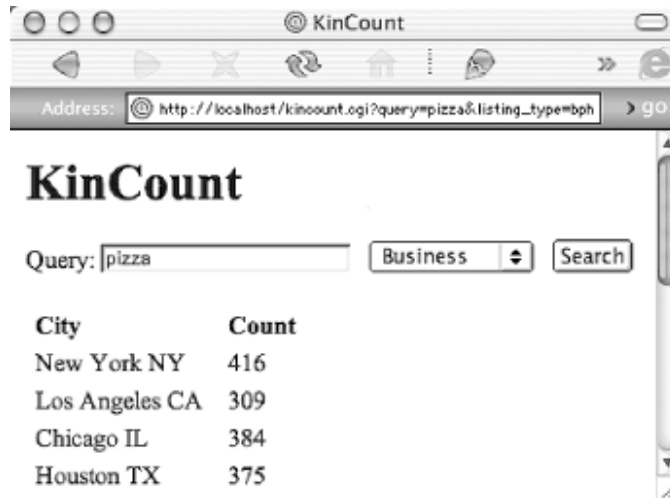 KinCount
Address: http://localhost/kincount.cgi?query=pizza&listing_type=bph go
KinCount
Query: pizza Business Search
City Count
New York NY 416
Los Angeles CA 309
Chicago IL 384
Houston TX 375